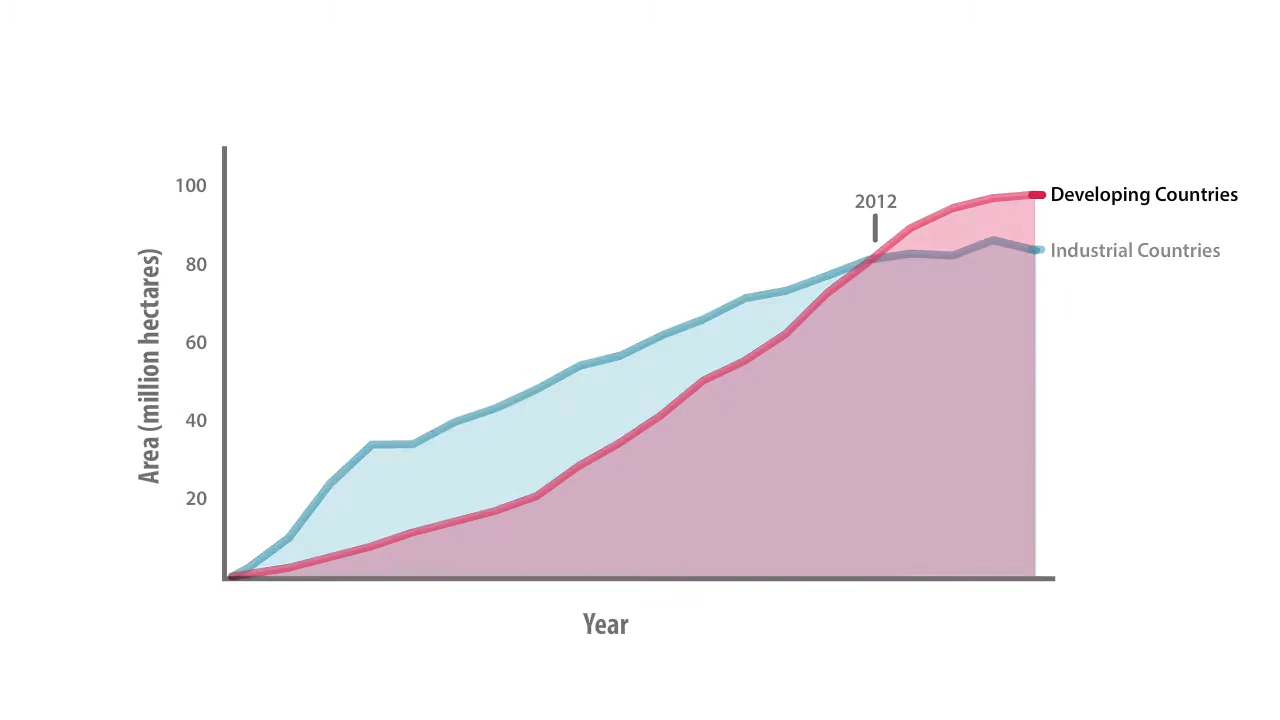 100
80
60
40
20
Area (million hectares)
Year
2012
Developing Countries
Industrial Countries